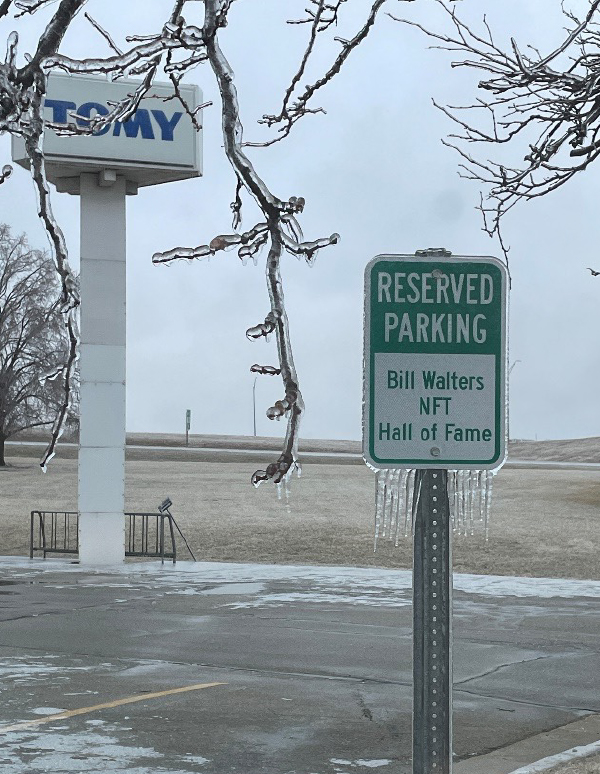 TOMY
RESERVED
PARKING
Bill Walters
NFT
Hall of Fame